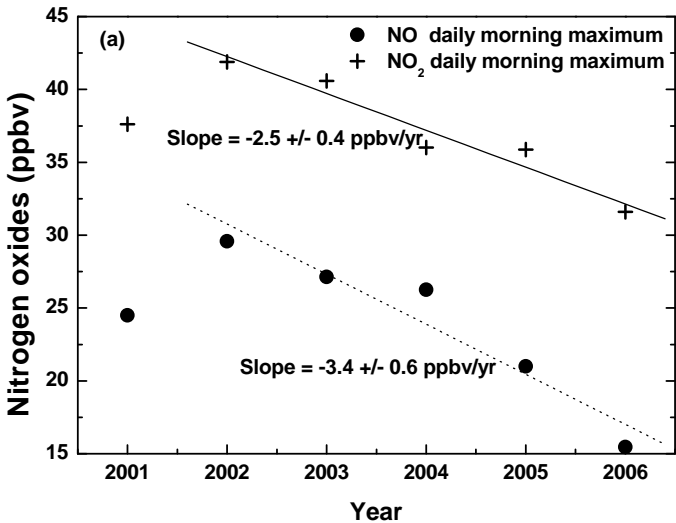 (a)
NO daily morning maximum
NO2 daily morning maximum
Nitrogen oxides (ppbv)
45
40
35
30
25
20
15
Slope = -2.5 +/- 0.4 ppbv/yr
Slope = -3.4 +/- 0.6 ppbv/yr
2001 2002 2003 2004 2005 2006
Year